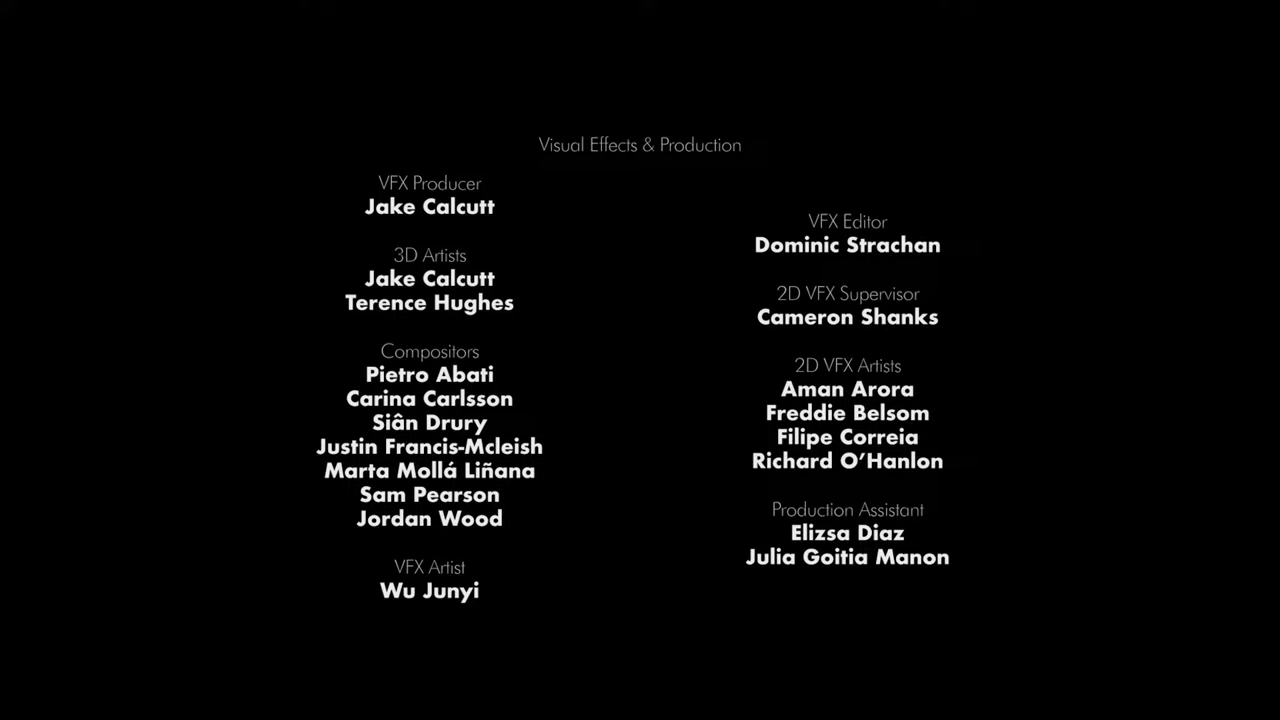 Visual Effects & Production
VFX Producer
Jake Calcutt
3D Artists
Jake Calcutt
Terence Hughes
Compositors
Pietro Abati
Carina Carlsson
Siân Drury
Justin Francis-Mcleish
Marta Mollá Liñana
Sam Pearson
Jordan Wood
VFX Artist
Wu Junyi
VFX Editor
Dominic Strachan
2D VFX Supervisor
Cameron Shanks
2D VFX Artists
Aman Arora
Freddie Belsom
Filipe Correia
Richard O’Hanlon
Production Assistant
Elizsa Diaz
Julia Goitia Manon